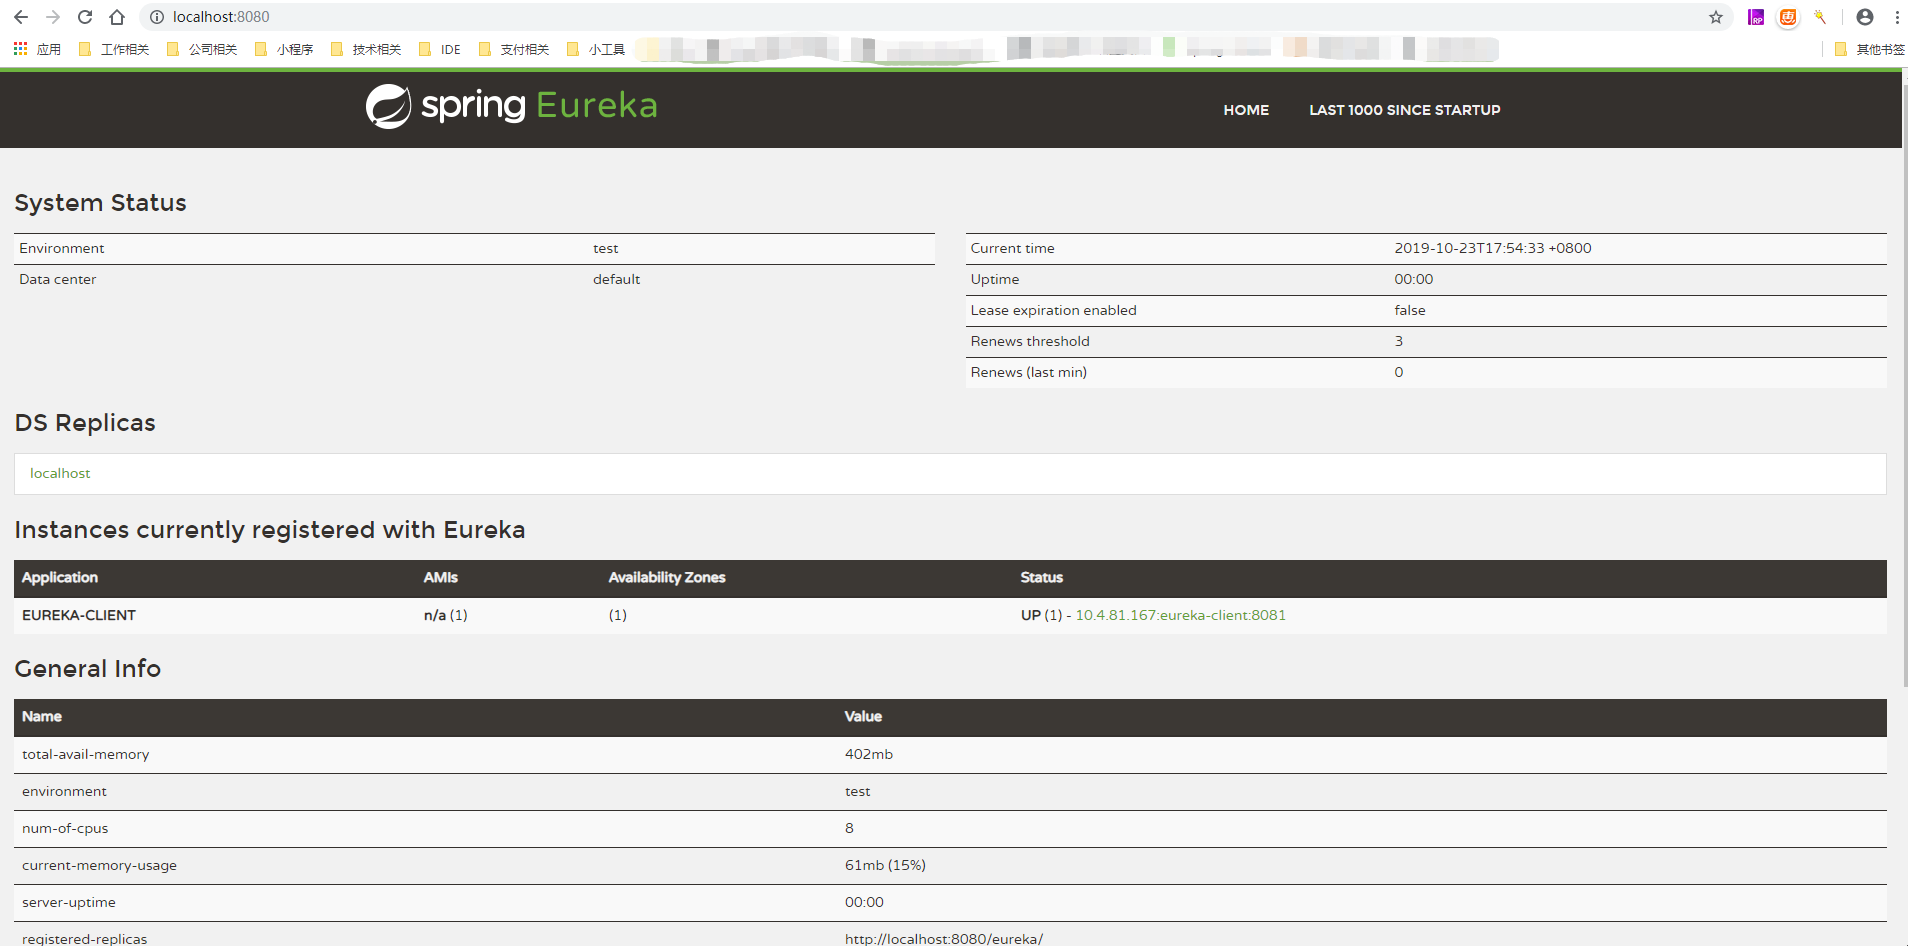 localhost:8080
应用 工作相关 公司相关 小程序 技术相关 IDE 支付相关 小工具 其他书签
spring Eureka HOME LAST 1000 SINCE STARTUP
System Status
Environment test
Data center default
Current time 2019-10-23T17:54:33 +0800
Uptime 00:00
Lease expiration enabled false
Renews threshold 3
Renews (last min) 0
DS Replicas
localhost
Instances currently registered with Eureka
Application AMIs Availability Zones Status
EUREKA-CLIENT n/a (1) (1) UP (1) - 10.4.81.167:eureka-client:8081
General Info
Name Value
total-avail-memory 402mb
environment test
num-of-cpus 8
current-memory-usage 61mb (15%)
server-uptime 00:00
registered-replicas http://localhost:8080/eureka/